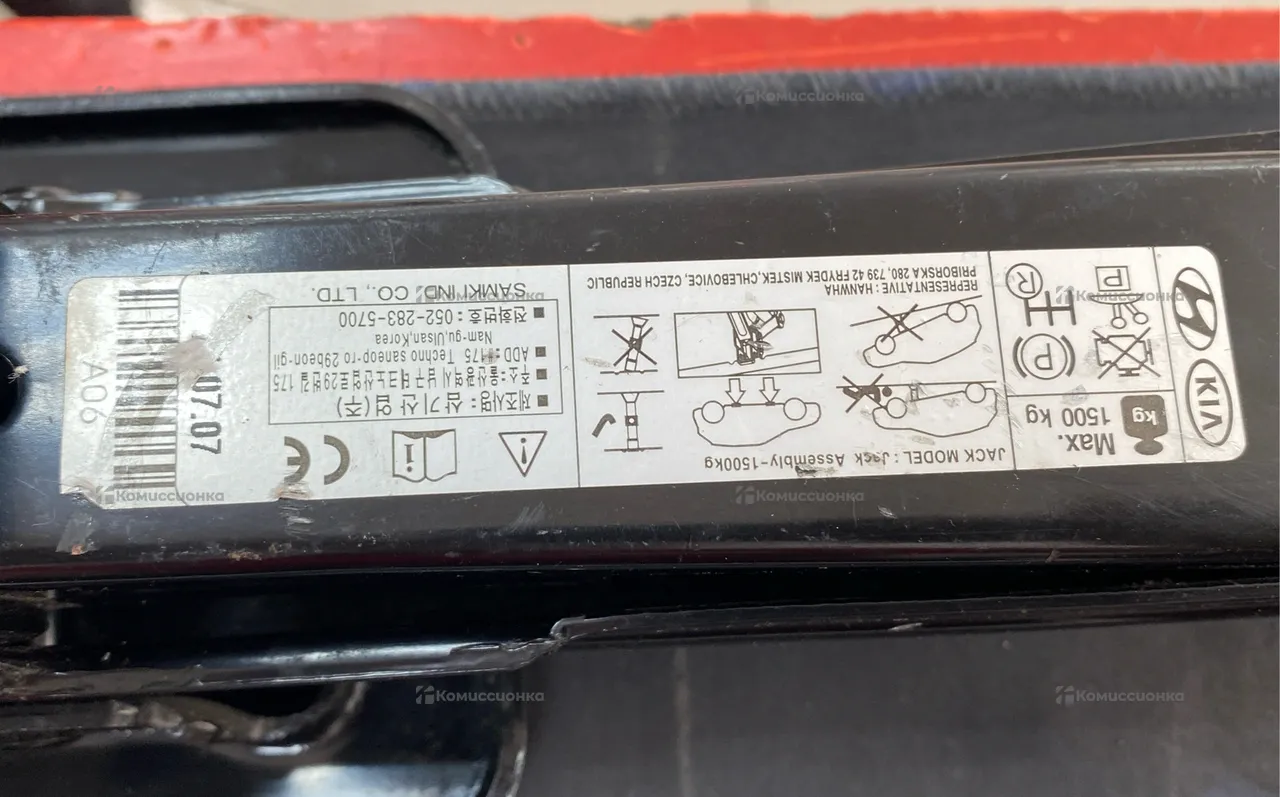 KIA
Max.
1500 kg
kg
P
R
P
JACK MODEL : Jack Assembly-1500kg
REPRESENTATIVE : HANWHA
PRIBORSKA 280, 739 42 FRYDEK MISTEK, CHLEBOVICE, CZECH REPUBLIC
CE
■ 제조사명 : 삼기산업(주)
■ 주소 : 울산광역시 남구 테크노산업로29번길 175
■ ADD : 175 Techno saneop-ro 29beon-gil
Nam-gu, Ulsan, Korea
■ 전화번호 : 052-283-5700
SAMKI IND CO., LTD.
17.07
A06
Комиссионка
Комиссионка
Комиссионка
Комиссионка
Комиссионка
Комиссионка
Комиссионка
Комиссионка